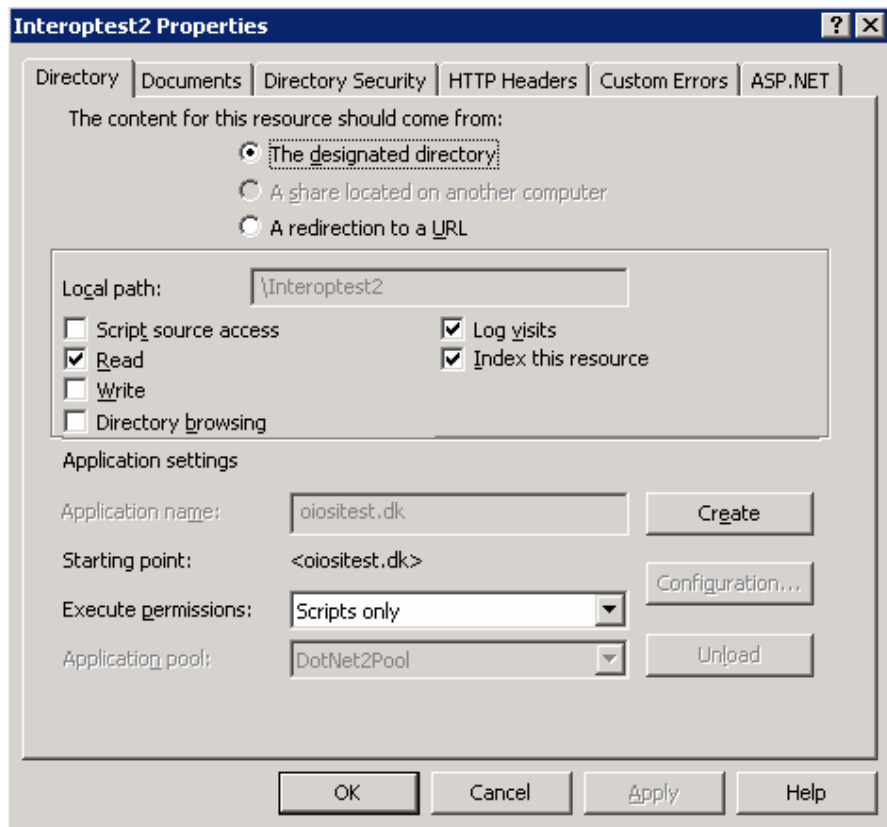 Interoptest2 Properties
Directory Documents Directory Security HTTP Headers Custom Errors ASP.NET
The content for this resource should come from:
The designated directory
A share located on another computer
A redirection to a URL
Local path: \Interoptest2
Script source access Log visits
Read Index this resource
Write
Directory browsing
Application settings
Application name: oiositest.dk Create
Starting point: <oiositest.dk>
Configuration...
Execute permissions: Scripts only
Application pool: DotNet2Pool Unload
OK Cancel Apply Help